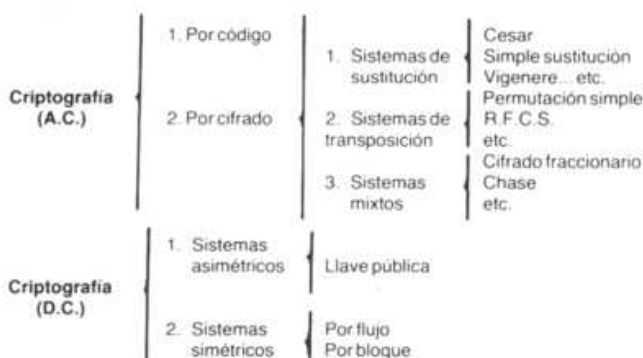 Criptografía
(A.C.)
1. Por código
2. Por cifrado
1. Sistemas de
sustitución
Cesar
Simple sustitución
Vigenere... etc.
2. Sistemas de
transposición
Permutación simple
R.F.C.S.
etc.
3. Sistemas
mixtos
Cifrado fraccionario
Chase
etc.
Criptografía
(D.C.)
1. Sistemas
asimétricos
Llave pública
2. Sistemas
simétricos
Por flujo
Por bloque